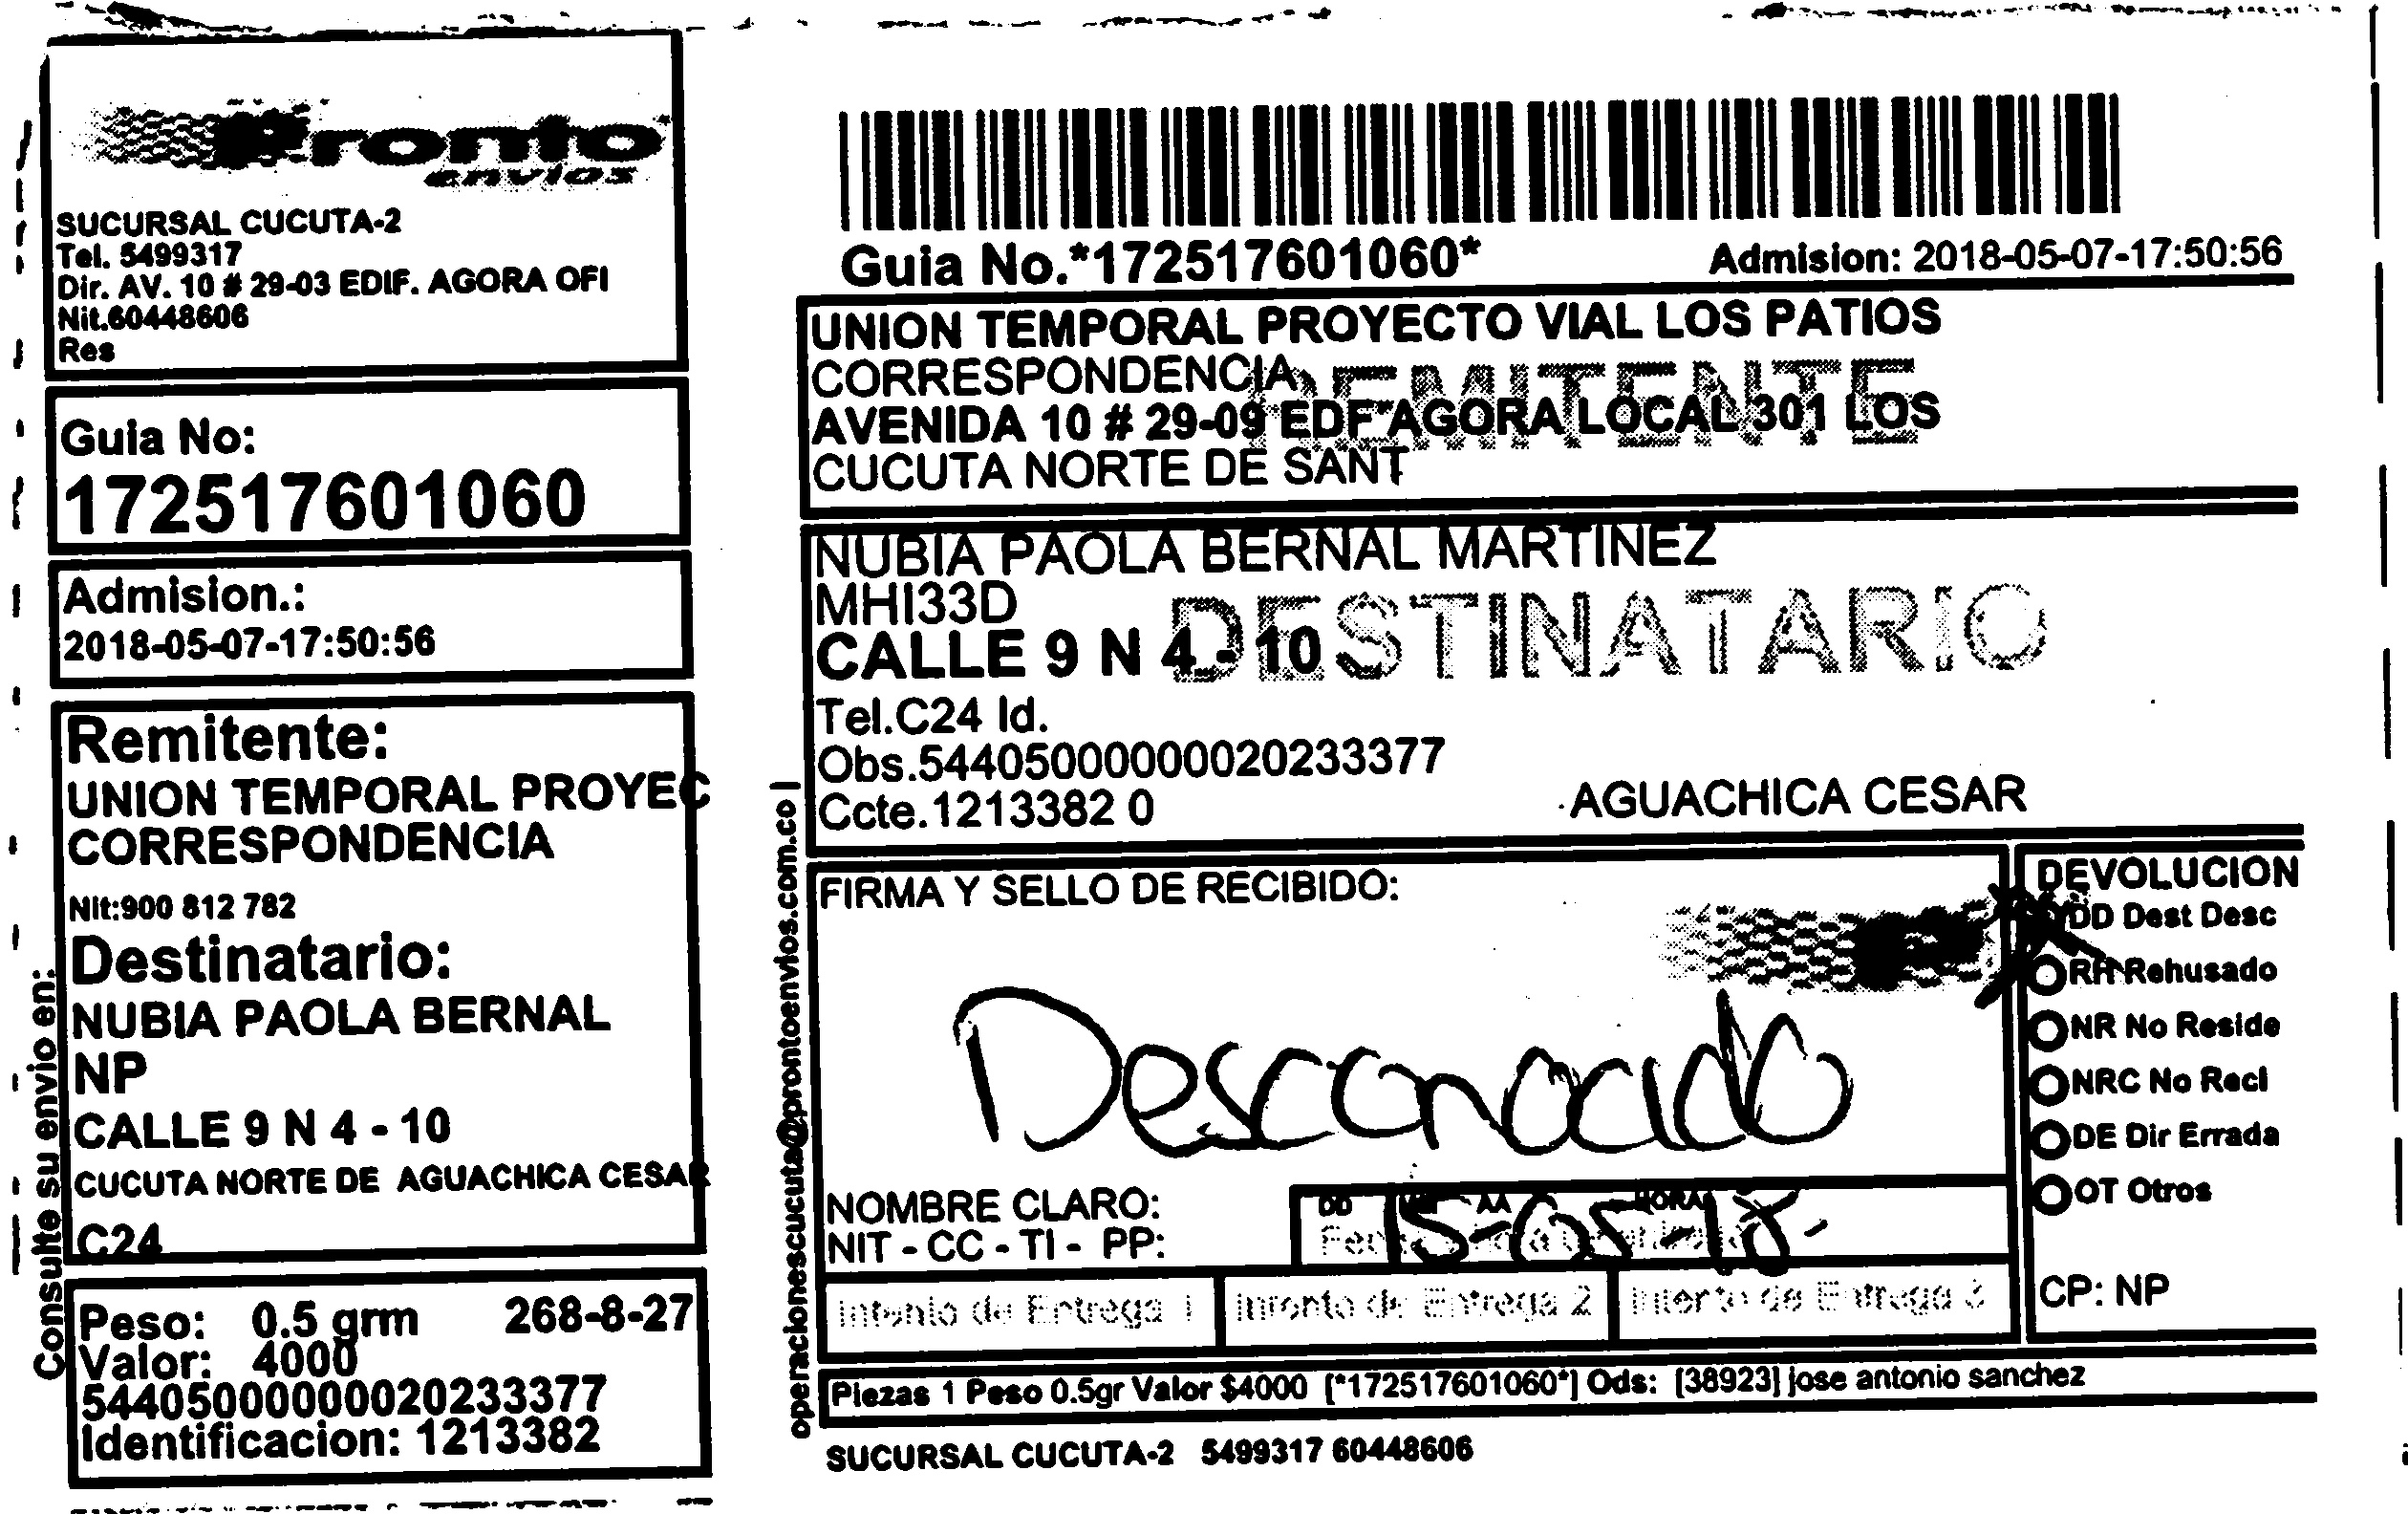 Pronto
envios
SUCURSAL CUCUTA-2
Tel. 5499317
Dir. AV. 10 # 29-03 EDIF. AGORA OFI
Nit.60448606
Res
Guia No:
172517601060
Admision.:
2018-05-07-17:50:56
Remitente:
UNION TEMPORAL PROYEC
CORRESPONDENCIA
Nit:900 812 782
Destinatario:
NUBIA PAOLA BERNAL
NP
CALLE 9 N 4 - 10
CUCUTA NORTE DE AGUACHICA CESAR
C24
Peso: 0.5 grm 268-8-27
Valor: 4000
544050000000020233377
Identificacion: 1213382
Consulte su envio en:
operacionescucuta@prontoenvios.com.co
Guia No.*172517601060* Admision: 2018-05-07-17:50:56
UNION TEMPORAL PROYECTO VIAL LOS PATIOS
CORRESPONDENCIA
REMITENTE
AVENIDA 10 # 29-09 EDF AGORA LOCAL 301 LOS
CUCUTA NORTE DE SANT
NUBIA PAOLA BERNAL MARTINEZ
MHI33D
DESTINATARIO
CALLE 9 N 4 - 10
Tel.C24 Id.
Obs.544050000000020233377
Ccte.1213382 0 AGUACHICA CESAR
FIRMA Y SELLO DE RECIBIDO:
Desconocido
NOMBRE CLARO:
NIT - CC - TI - PP:
DD AA HORA
15-05-18-
Intento de Entrega 1 Intento de Entrega 2 Intento de Entrega 3
DEVOLUCION
DD Dest Desc
RH Rehusado
NR No Reside
NRC No Recl
DE Dir Errada
OT Otros
CP: NP
Piezas 1 Peso 0.5gr Valor $4000 [*172517601060*] Ods: [38923] jose antonio sanchez
SUCURSAL CUCUTA-2 5499317 60448606